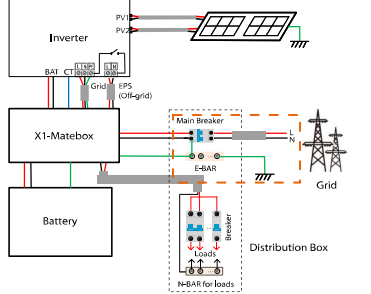 PV1
PV2
Inverter
BAT CT
L N PE
L N
Grid
EPS
(Off-grid)
Main Breaker
L
N
X1-Matebox
E-BAR
Grid
Battery
Breaker
Distribution Box
Loads
N-BAR for loads